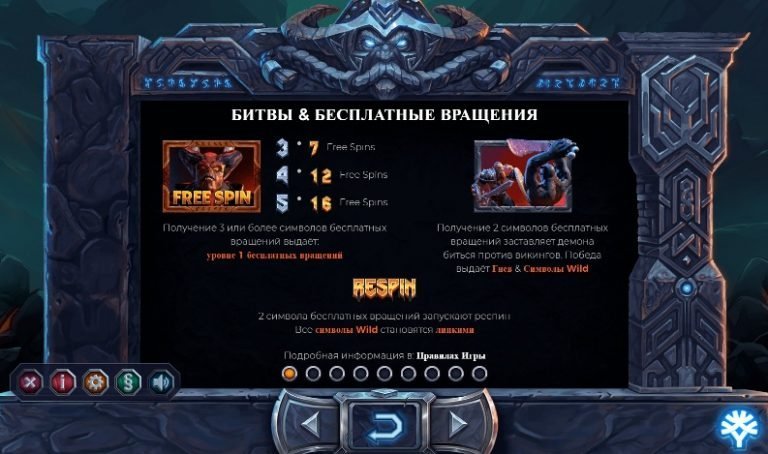 БИТВЫ & БЕСПЛАТНЫЕ ВРАЩЕНИЯ
3 • 7 Free Spins
4 • 12 Free Spins
5 • 16 Free Spins
FREE SPIN
Получение 3 или более символов бесплатных
вращений выдаёт:
уровне 1 бесплатных вращений
Получение 2 символов бесплатных
вращений заставляет демона
биться против викингов. Победа
выдаёт Гнев & Символы Wild
RESPIN
2 символа бесплатных вращений запускают респин
Все символы Wild становятся липкими
Подробная информация в: Правилах Игры